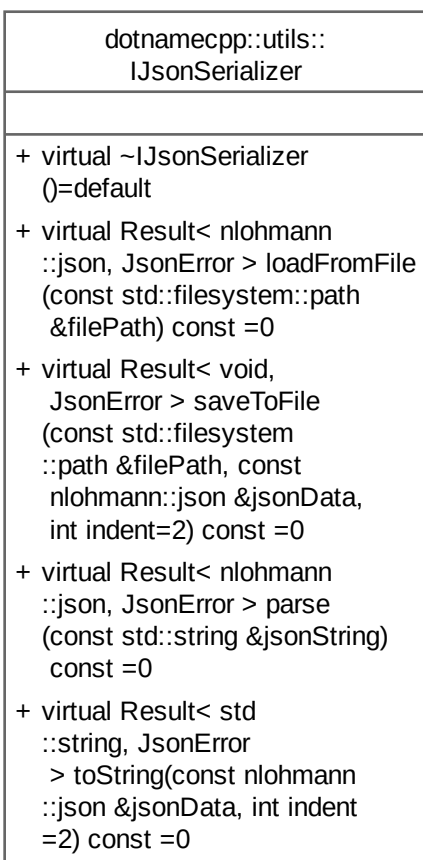 dotnamecpp::utils::
IJsonSerializer
+ virtual ~IJsonSerializer
()=default
+ virtual Result< nlohmann
::json, JsonError > loadFromFile
(const std::filesystem::path
&filePath) const =0
+ virtual Result< void,
JsonError > saveToFile
(const std::filesystem
::path &filePath, const
nlohmann::json &jsonData,
int indent=2) const =0
+ virtual Result< nlohmann
::json, JsonError > parse
(const std::string &jsonString)
const =0
+ virtual Result< std
::string, JsonError
> toString(const nlohmann
::json &jsonData, int indent
=2) const =0